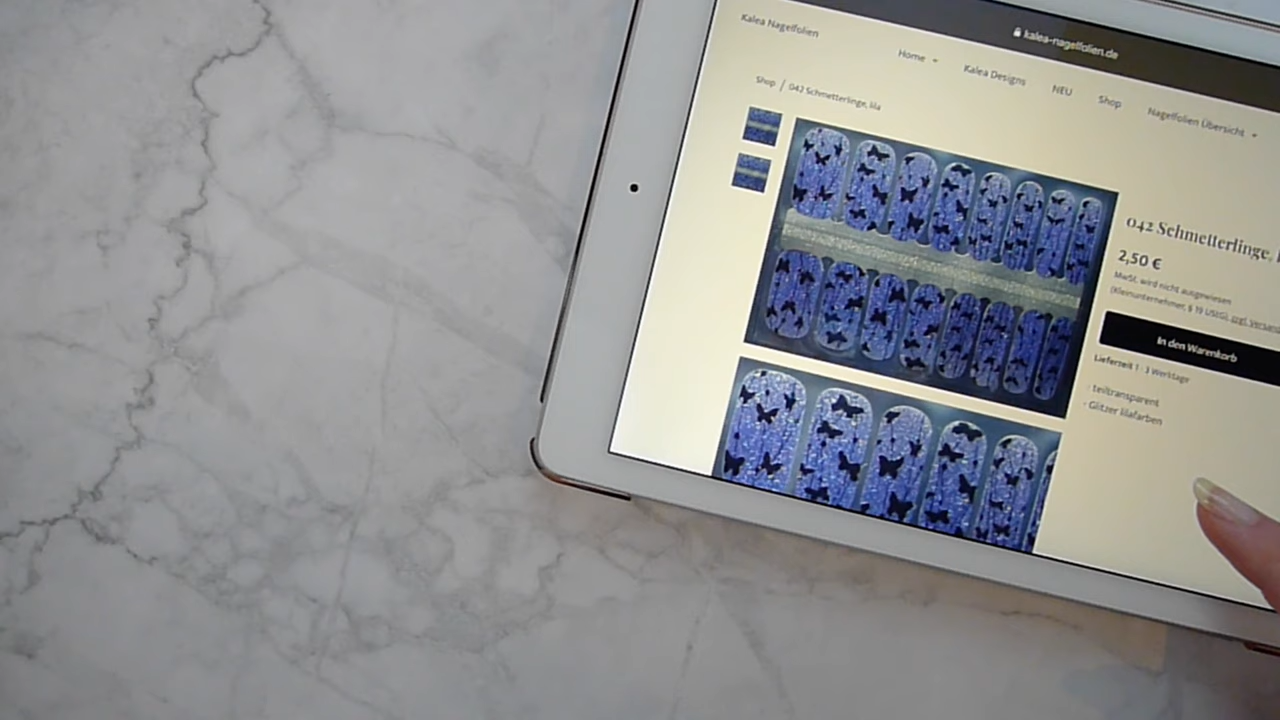 kalea-nagelfolien.de
Kalea Nagelfolien
Home
Kalea Designs
NEU
Shop
Nagelfolien Übersicht
Shop / 042 Schmetterlinge, lila
042 Schmetterlinge,
2,50 €
MwSt. wird nicht ausgewiesen
(Kleinunternehmer, § 19 UStG), zzgl. Versand
In den Warenkorb
Lieferzeit 1 - 3 Werktage
- teiltransparent
- Glitzer lilafarben